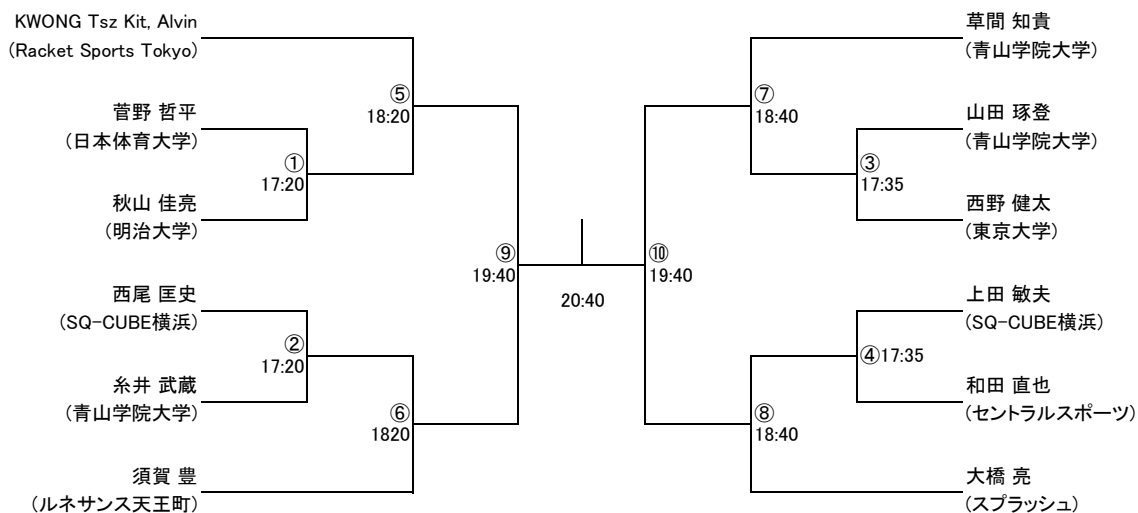 KWONG Tsz Kit, Alvin
(Racket Sports Tokyo)
⑤
18:20
菅野 哲平
(日本体育大学)
①
17:20
秋山 佳亮
(明治大学)
⑨
19:40
西尾 匡史
(SQ-CUBE横浜)
②
17:20
糸井 武蔵
(青山学院大学)
⑥
1820
須賀 豊
(ルネサンス天王町)
20:40
草間 知貴
(青山学院大学)
⑦
18:40
山田 琢登
(青山学院大学)
③
17:35
西野 健太
(東京大学)
⑩
19:40
上田 敏夫
(SQ-CUBE横浜)
④17:35
和田 直也
(セントラルスポーツ)
⑧
18:40
大橋 亮
(スプラッシュ)